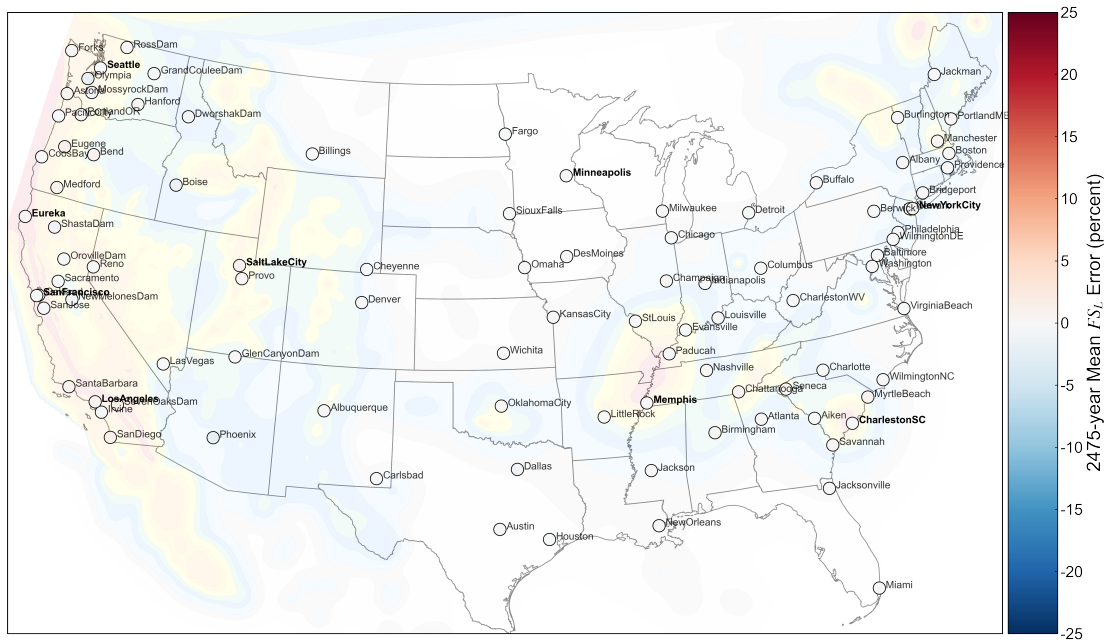 Forks
RossDam
Seattle
GrandCouleeDam
Olympia
MossyrockDam
Astoria
Hanford
PacificCity
PortlandOR
DworshakDam
Eugene
CoosBay
Bend
Billings
Medford
Boise
Eureka
ShastaDam
OrovilleDam
Reno
SaltLakeCity
Provo
Sacramento
SanFrancisco
NewMelonesDam
SanJose
LasVegas
GlenCanyonDam
SantaBarbara
LosAngeles
SevenOaksDam
Irvine
SanDiego
Phoenix
Albuquerque
Carlsbad
Cheyenne
Denver
Fargo
Minneapolis
SiouxFalls
DesMoines
Omaha
KansasCity
Wichita
OklahomaCity
Dallas
Austin
Houston
Milwaukee
Detroit
Chicago
Champaign
Indianapolis
Columbus
StLouis
Louisville
Evansville
Paducah
Nashville
Memphis
LittleRock
Chattanooga
Seneca
Charlotte
Birmingham
Atlanta
Aiken
CharlestonSC
Savannah
MyrtleBeach
WilmingtonNC
Jackson
NewOrleans
Jacksonville
Miami
Jackman
Burlington
PortlandME
Manchester
Boston
Albany
Providence
Buffalo
Bridgeport
Berwick
NewYorkCity
Philadelphia
WilmingtonDE
Baltimore
Washington
CharlestonWV
VirginiaBeach
25
20
15
10
5
0
-5
-10
-15
-20
-25
2475-year Mean FSL Error (percent)